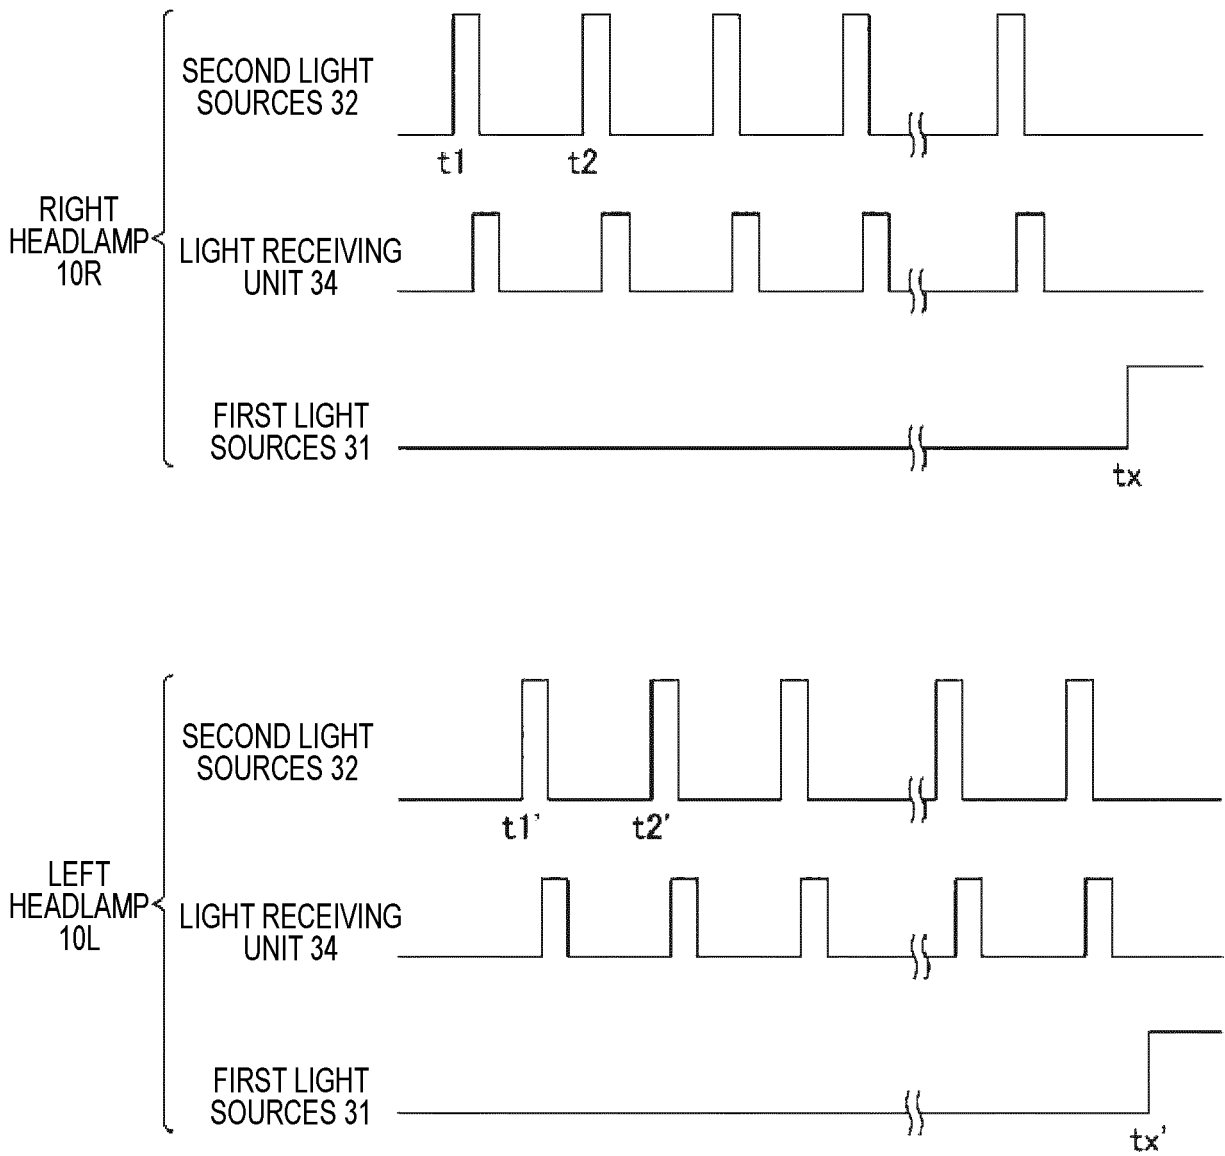 SECOND LIGHT
SOURCES 32
t1
t2
RIGHT
HEADLAMP
10R
LIGHT RECEIVING
UNIT 34
FIRST LIGHT
SOURCES 31
tx
SECOND LIGHT
SOURCES 32
t1'
t2'
LEFT
HEADLAMP
10L
LIGHT RECEIVING
UNIT 34
FIRST LIGHT
SOURCES 31
tx'